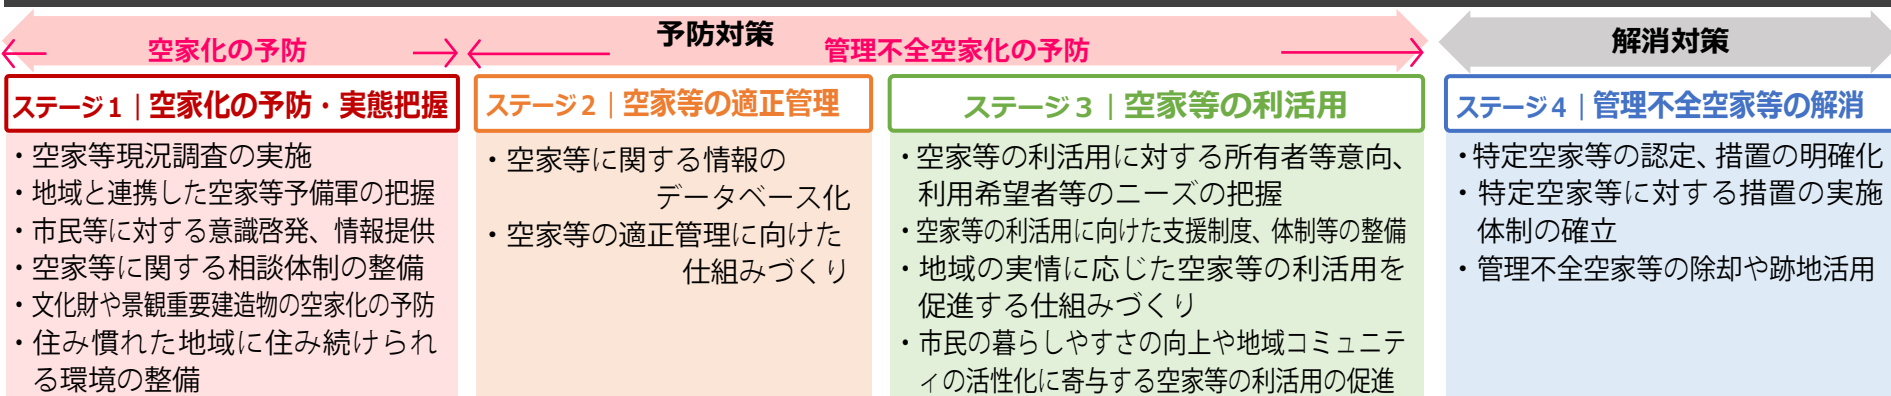 予防対策
空家化の予防
管理不全空家化の予防
解消対策
ステージ1｜空家化の予防・実態把握
・空家等現況調査の実施
・地域と連携した空家等予備軍の把握
・市民等に対する意識啓発、情報提供
・空家等に関する相談体制の整備
・文化財や景観重要建造物の空家化の予防
・住み慣れた地域に住み続けられ
る環境の整備
ステージ2｜空家等の適正管理
・空家等に関する情報の
データベース化
・空家等の適正管理に向けた
仕組みづくり
ステージ3｜空家等の利活用
・空家等の利活用に対する所有者等意向、
利用希望者等のニーズの把握
・空家等の利活用に向けた支援制度、体制等の整備
・地域の実情に応じた空家等の利活用を
促進する仕組みづくり
・市民の暮らしやすさの向上や地域コミュニテ
ィの活性化に寄与する空家等の利活用の促進
ステージ4｜管理不全空家等の解消
・特定空家等の認定、措置の明確化
・特定空家等に対する措置の実施
体制の確立
・管理不全空家等の除却や跡地活用